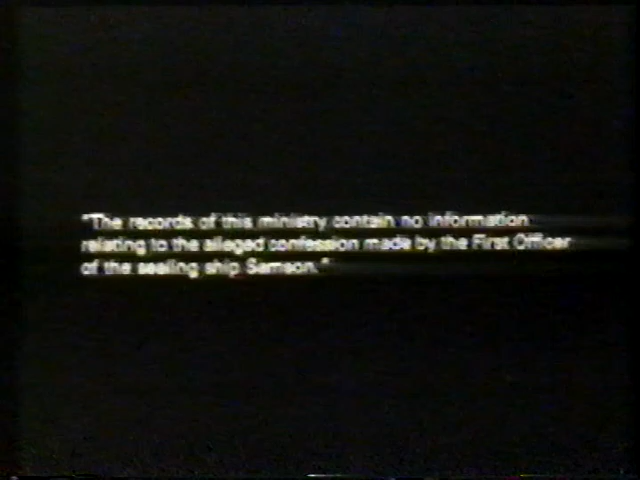 "The records of this ministry contain no information
relating to the alleged confession made by the First Officer
of the sealing ship Samson."